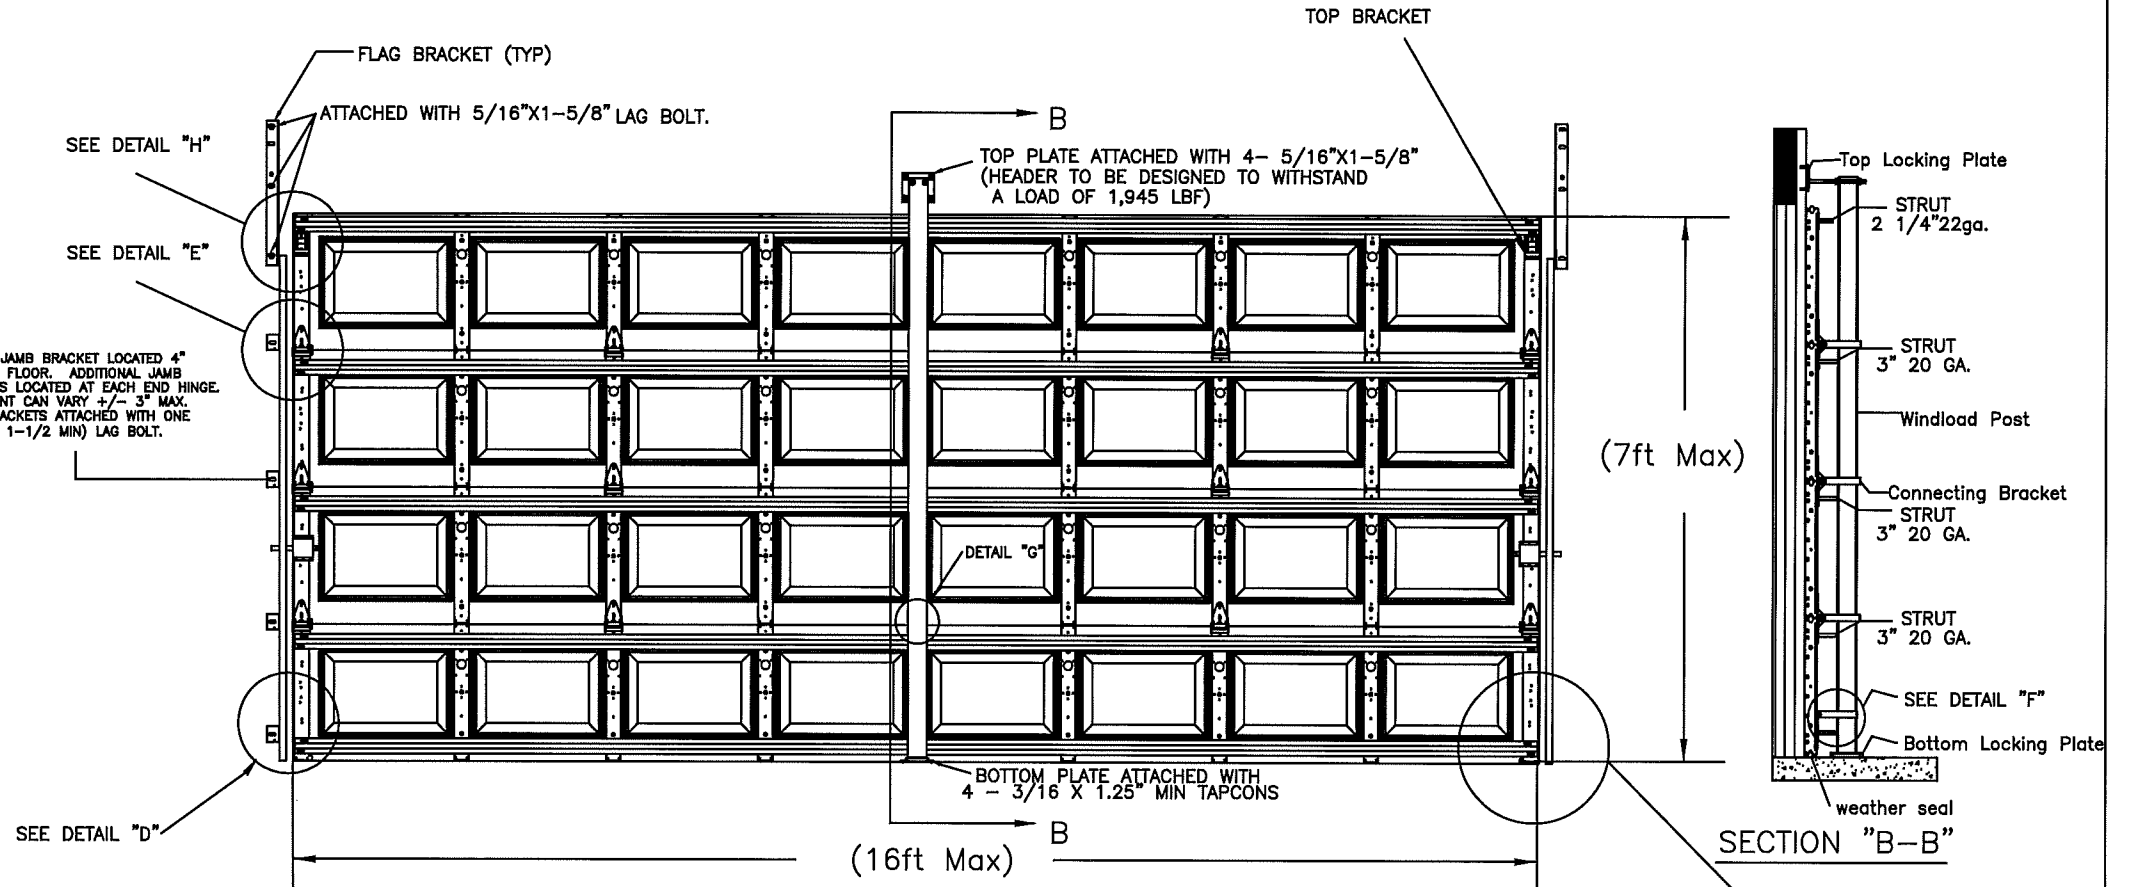 TOP BRACKET
FLAG BRACKET (TYP)
ATTACHED WITH 5/16"X1-5/8" LAG BOLT.
B
SEE DETAIL "H"
TOP PLATE ATTACHED WITH 4- 5/16"X1-5/8"
(HEADER TO BE DESIGNED TO WITHSTAND
A LOAD OF 1,945 LBF)
Top Locking Plate
STRUT
2 1/4"22ga.
SEE DETAIL "E"
JAMB BRACKET LOCATED 4"
FLOOR. ADDITIONAL JAMB
S LOCATED AT EACH END HINGE.
NT CAN VARY +/- 3" MAX.
ACKETS ATTACHED WITH ONE
1-1/2 MIN) LAG BOLT.
STRUT
3" 20 GA.
Windload Post
(7ft Max)
Connecting Bracket
STRUT
3" 20 GA.
DETAIL "G"
STRUT
3" 20 GA.
SEE DETAIL "F"
Bottom Locking Plate
BOTTOM PLATE ATTACHED WITH
4 - 3/16 X 1.25" MIN TAPCONS
weather seal
SEE DETAIL "D"
B
SECTION "B-B"
(16ft Max)